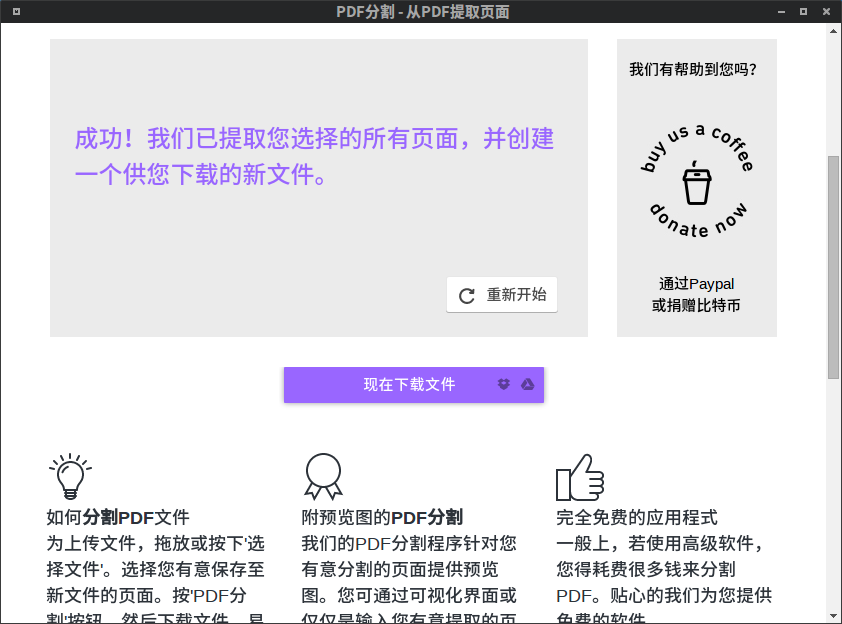 PDF分割 - 从PDF提取页面
成功！我们已提取您选择的所有页面，并创建
一个供您下载的新文件。
重新开始
我们有帮助到您吗?
buy us a coffee
donate now
通过Paypal
或捐赠比特币
现在下载文件
如何分割PDF文件
为上传文件，拖放或按下'选
择文件'。选择您有意保存至
新文件的页面。按'PDF分
割'按钮，然后下载文件，是
附预览图的PDF分割
我们的PDF分割程序针对您
有意分割的页面提供预览
图。您可通过可视化界面或
仅仅是输入您有意提取的页
完全免费的应用程式
一般上，若使用高级软件，
您得耗费很多钱来分割
PDF。贴心的我们为您提供
免费的软件